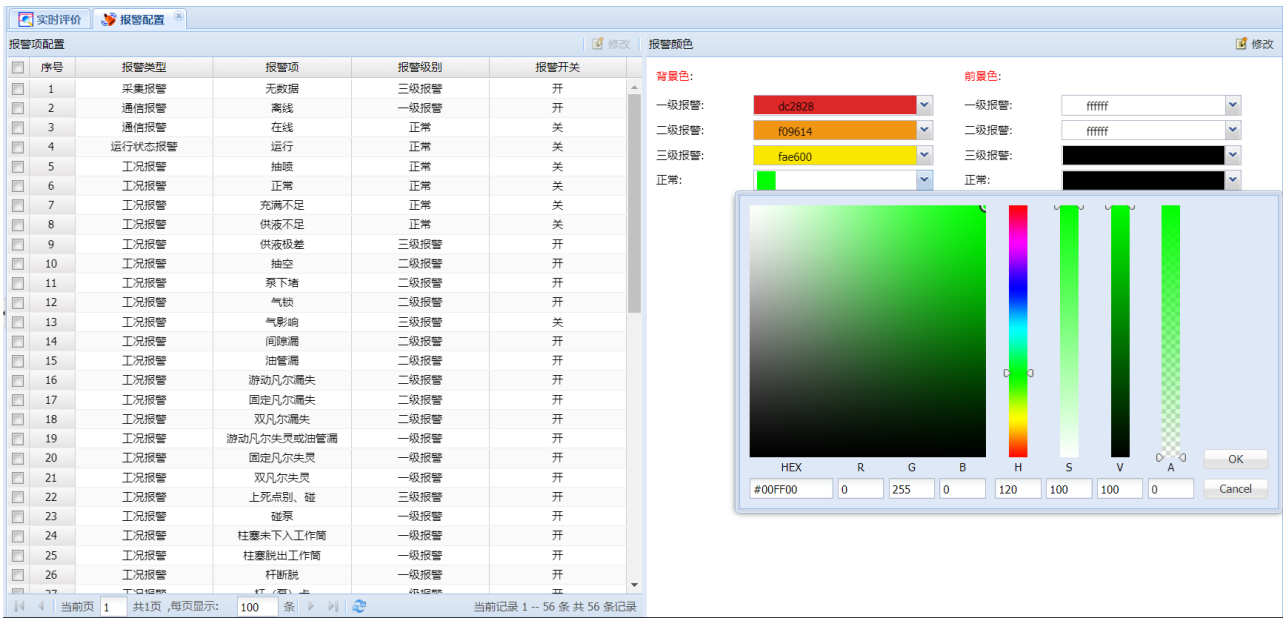 实时评价 报警配置
报警项配置 修改 报警颜色 修改
序号 报警类型 报警项 报警级别 报警开关
背景色: 前景色:
1 采集报警 无数据 三级报警 开
2 通信报警 离线 一级报警 开
3 通信报警 在线 正常 关
4 运行状态报警 运行 正常 关
5 工况报警 抽喷 正常 关
6 工况报警 正常 正常 关
7 工况报警 充满不足 正常 关
8 工况报警 供液不足 正常 关
9 工况报警 供液极差 三级报警 开
10 工况报警 抽空 二级报警 开
11 工况报警 泵下堵 二级报警 开
12 工况报警 气锁 二级报警 开
13 工况报警 气影响 三级报警 关
14 工况报警 间隙漏 二级报警 开
15 工况报警 油管漏 二级报警 开
16 工况报警 游动凡尔漏失 二级报警 开
17 工况报警 固定凡尔漏失 二级报警 开
18 工况报警 双凡尔漏失 二级报警 开
19 工况报警 游动凡尔失灵或油管漏 一级报警 开
20 工况报警 固定凡尔失灵 一级报警 开
21 工况报警 双凡尔失灵 一级报警 开
22 工况报警 上死点别、碰 三级报警 开
23 工况报警 碰泵 一级报警 开
24 工况报警 柱塞未下入工作筒 一级报警 开
25 工况报警 柱塞脱出工作筒 一级报警 开
26 工况报警 杆断脱 一级报警 开
当前页 1 共1页 ,每页显示: 100 条 当前记录 1 -- 56 条 共 56 条记录
一级报警: dc2828 一级报警: ffffff
二级报警: f09614 二级报警: ffffff
三级报警: fae600 三级报警:
正常: 正常:
HEX R G B H S V A OK
#00FF00 0 255 0 120 100 100 0 Cancel